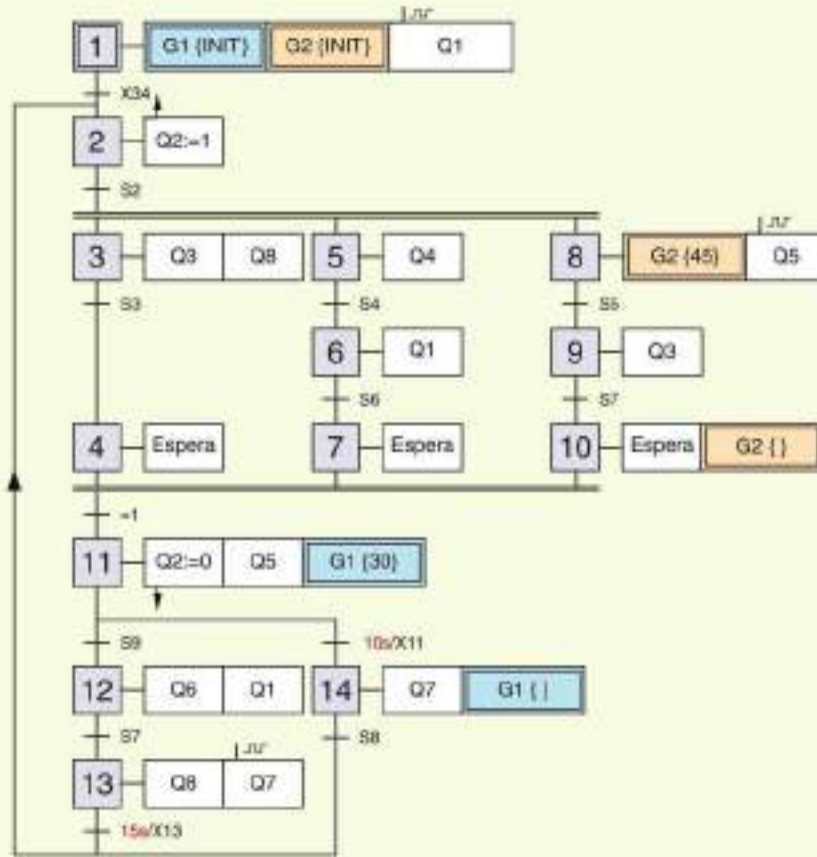 1 G1 {INIT} G2 {INIT} Q1
X34
2 Q2:=1
S2
3 Q3 Q8 5 Q4 8 G2 {45} Q5
S3 S4 S5
6 Q1 9 Q3
S6 S7
4 Espera 7 Espera 10 Espera G2 { }
=1
11 Q2:=0 Q5 G1 {30}
S9 10s/X11
12 Q6 Q1 14 Q7 G1 { }
S7 S8
13 Q8 Q7
15s/X13